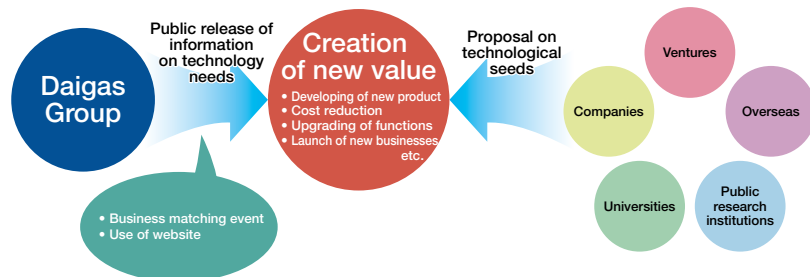 Daigas
Group
Public release of
information
on technology
needs
• Business matching event
• Use of website
Creation
of new value
• Developing of new product
• Cost reduction
• Upgrading of functions
• Launch of new businesses
etc.
Proposal on
technological
seeds
Ventures
Companies
Overseas
Universities
Public
research
institutions